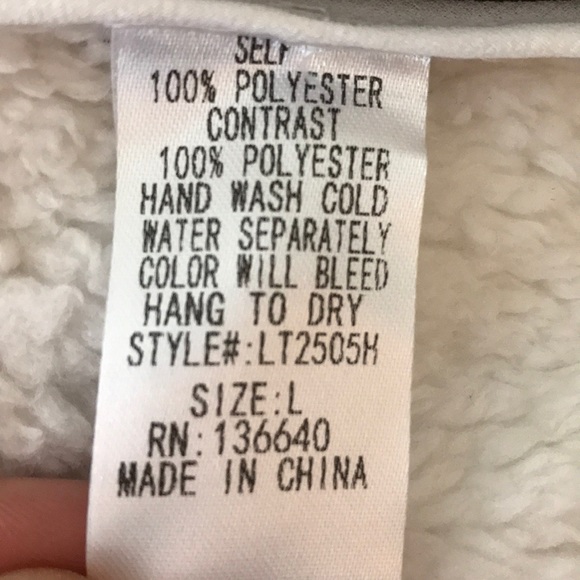 SELF
100% POLYESTER
CONTRAST
100% POLYESTER
HAND WASH COLD
WATER SEPARATELY
COLOR WILL BLEED
HANG TO DRY
STYLE#:LT2505H
SIZE:L
RN:136640
MADE IN CHINA